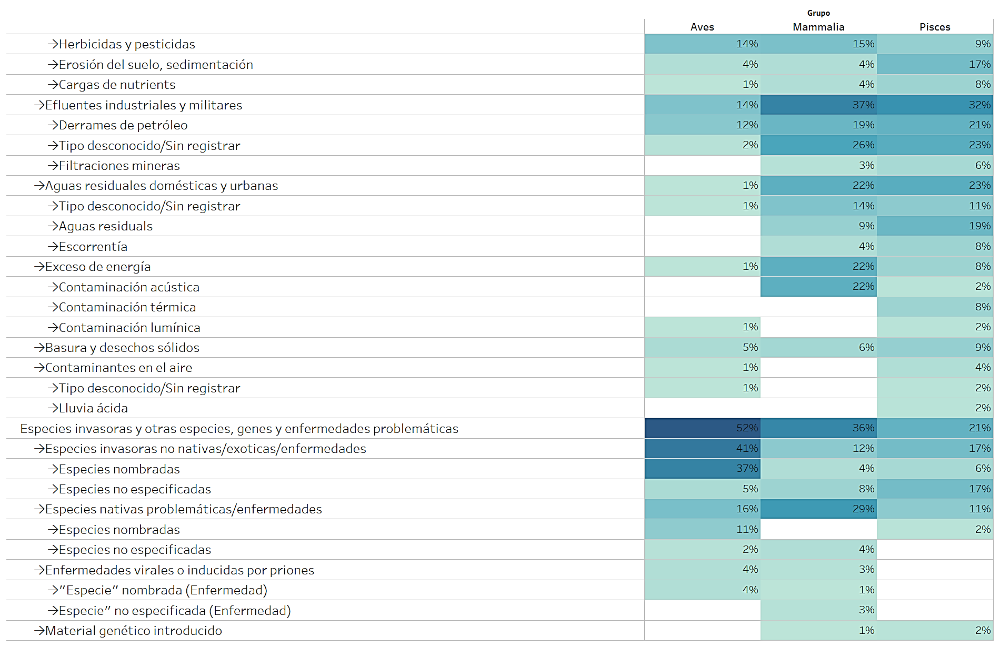 Grupo
Aves Mammalia Pisces
→Herbicidas y pesticidas 14% 15% 9%
→Erosión del suelo, sedimentación 4% 4% 17%
→Cargas de nutrients 1% 4% 8%
→Efluentes industriales y militares 14% 37% 32%
→Derrames de petróleo 12% 19% 21%
→Tipo desconocido/Sin registrar 2% 26% 23%
→Filtraciones mineras 3% 6%
→Aguas residuales domésticas y urbanas 1% 22% 23%
→Tipo desconocido/Sin registrar 1% 14% 11%
→Aguas residuals 9% 19%
→Escorrentía 4% 8%
→Exceso de energía 1% 22% 8%
→Contaminación acústica 22% 2%
→Contaminación térmica 8%
→Contaminación lumínica 1% 2%
→Basura y desechos sólidos 5% 6% 9%
→Contaminantes en el aire 1% 4%
→Tipo desconocido/Sin registrar 1% 2%
→Lluvia ácida 2%
Especies invasoras y otras especies, genes y enfermedades problemáticas 52% 36% 21%
→Especies invasoras no nativas/exoticas/enfermedades 41% 12% 17%
→Especies nombradas 37% 4% 6%
→Especies no especificadas 5% 8% 17%
→Especies nativas problemáticas/enfermedades 16% 29% 11%
→Especies nombradas 11% 2%
→Especies no especificadas 2% 4%
→Enfermedades virales o inducidas por priones 4% 3%
→"Especie" nombrada (Enfermedad) 4% 1%
→Especie" no especificada (Enfermedad) 3%
→Material genético introducido 1% 2%